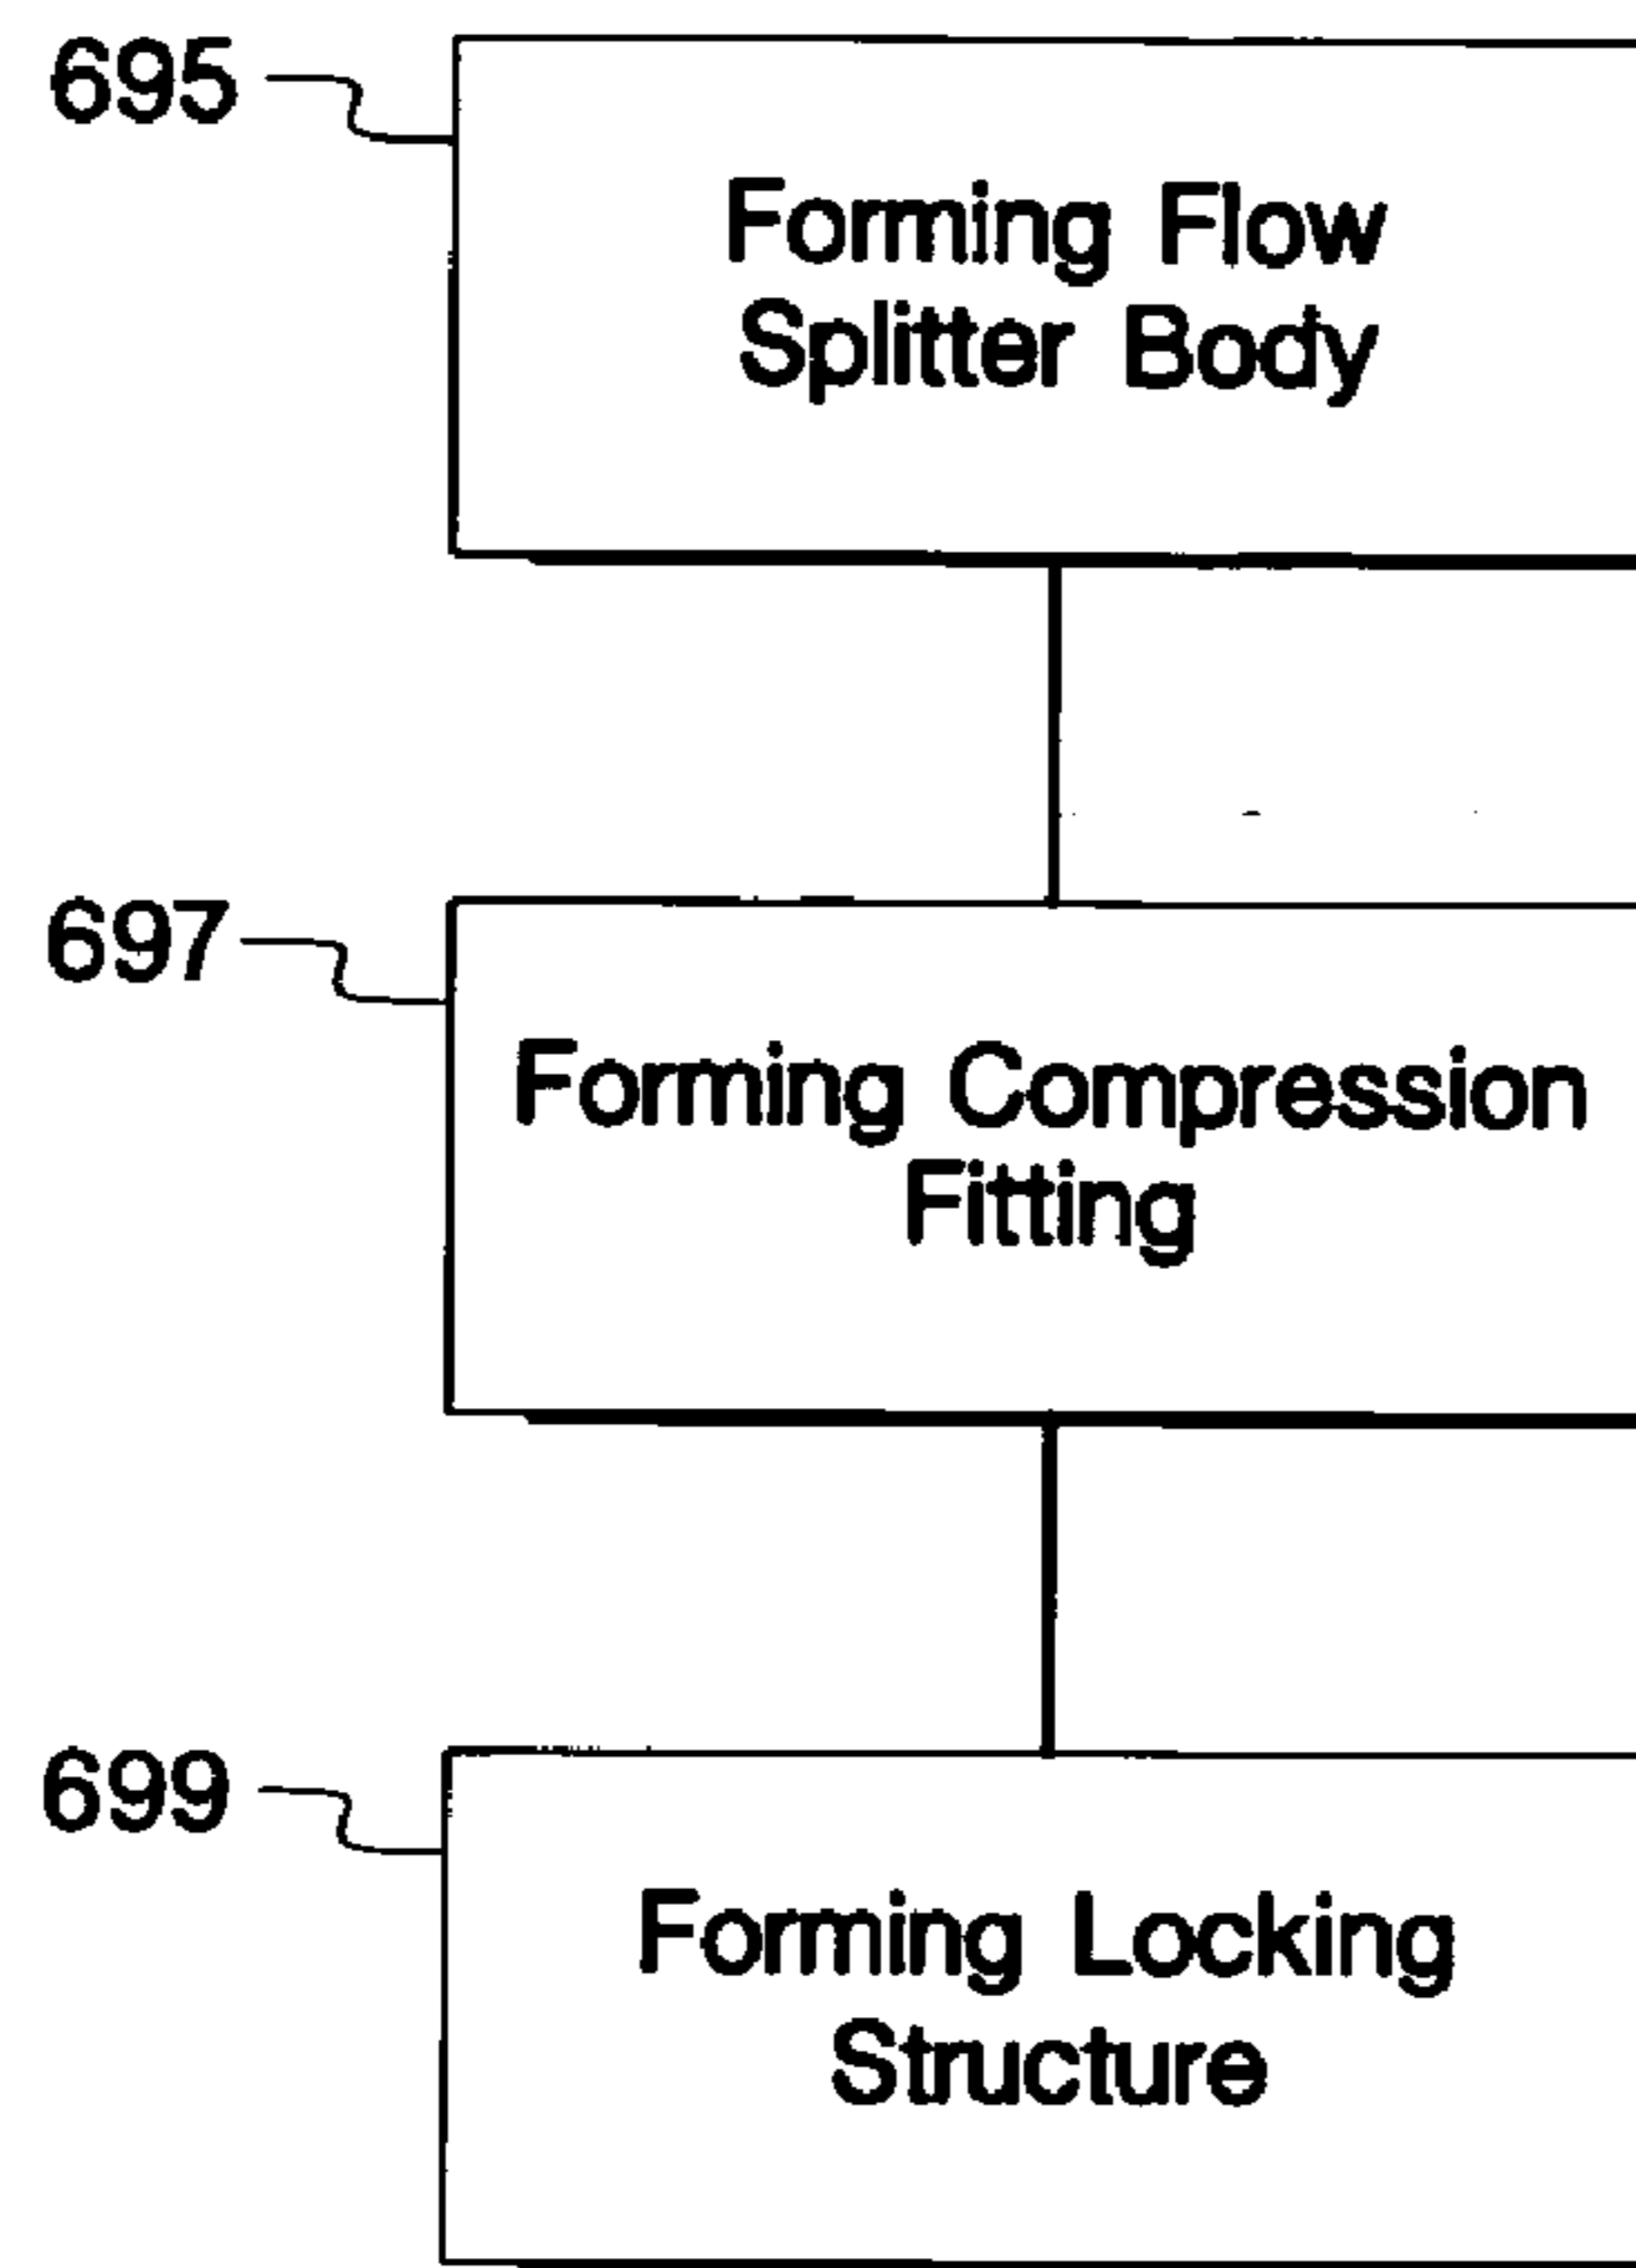 695
Forming Flow
Splitter Body
697
Forming Compression
Fitting
699
Forming Locking
Structure